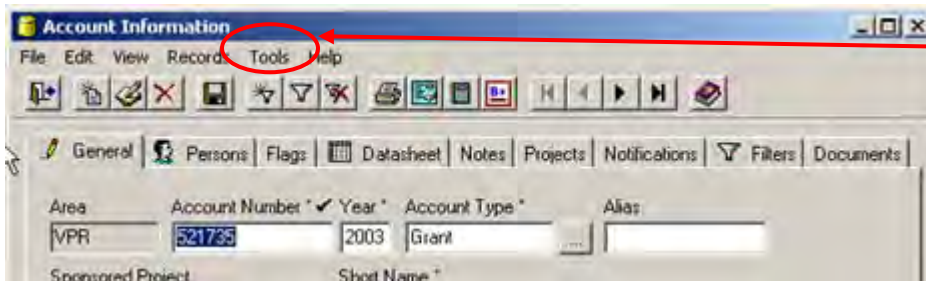 Account Information
File Edit View Records Tools Help
General Persons Flags Datasheet Notes Projects Notifications Filters Documents
Area Account Number * Year * Account Type * Alias
VPR 521735 2003 Grant ...
Sponsored Project Short Name *